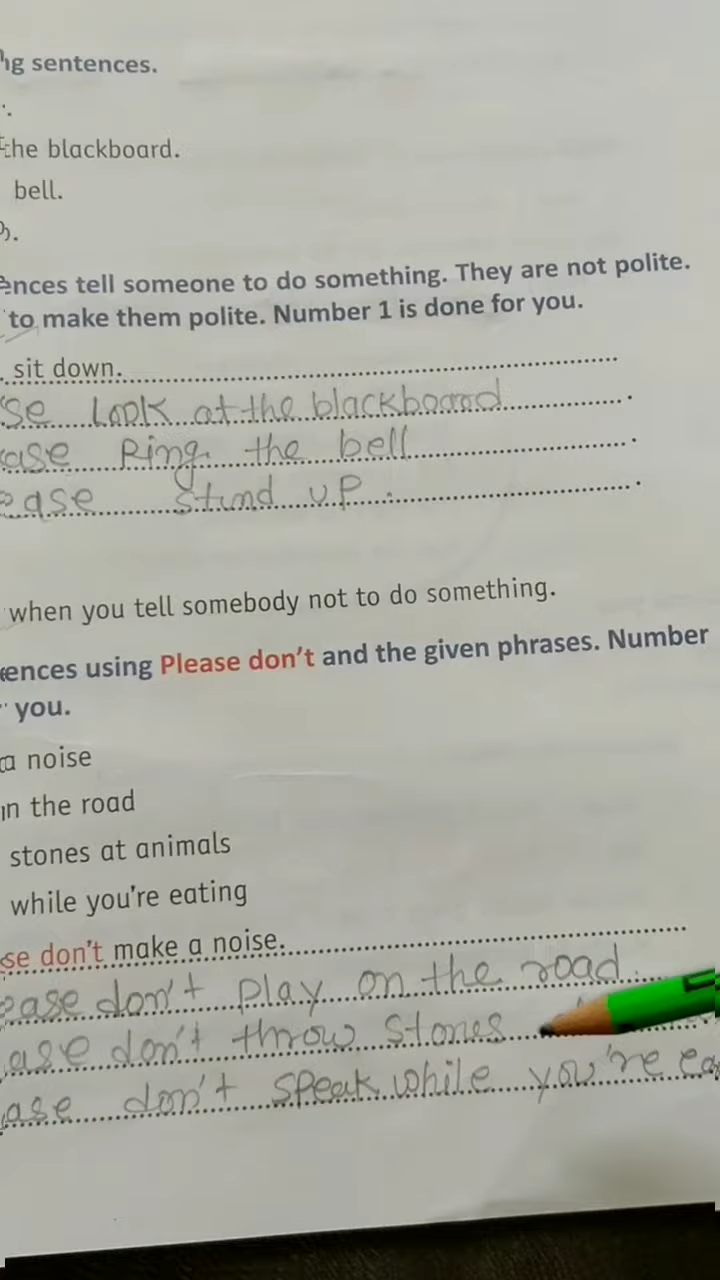 ng sentences.
the blackboard.
bell.
ences tell someone to do something. They are not polite.
to make them polite. Number 1 is done for you.
sit down.
se Look at the blackboard
ase Ring the bell
ease Stand up.
when you tell somebody not to do something.
ences using Please don't and the given phrases. Number
you.
a noise
in the road
stones at animals
while you're eating
se don't make a noise.
ease don't play on the road
ase don't throw stones
ase don't speak while you're ea